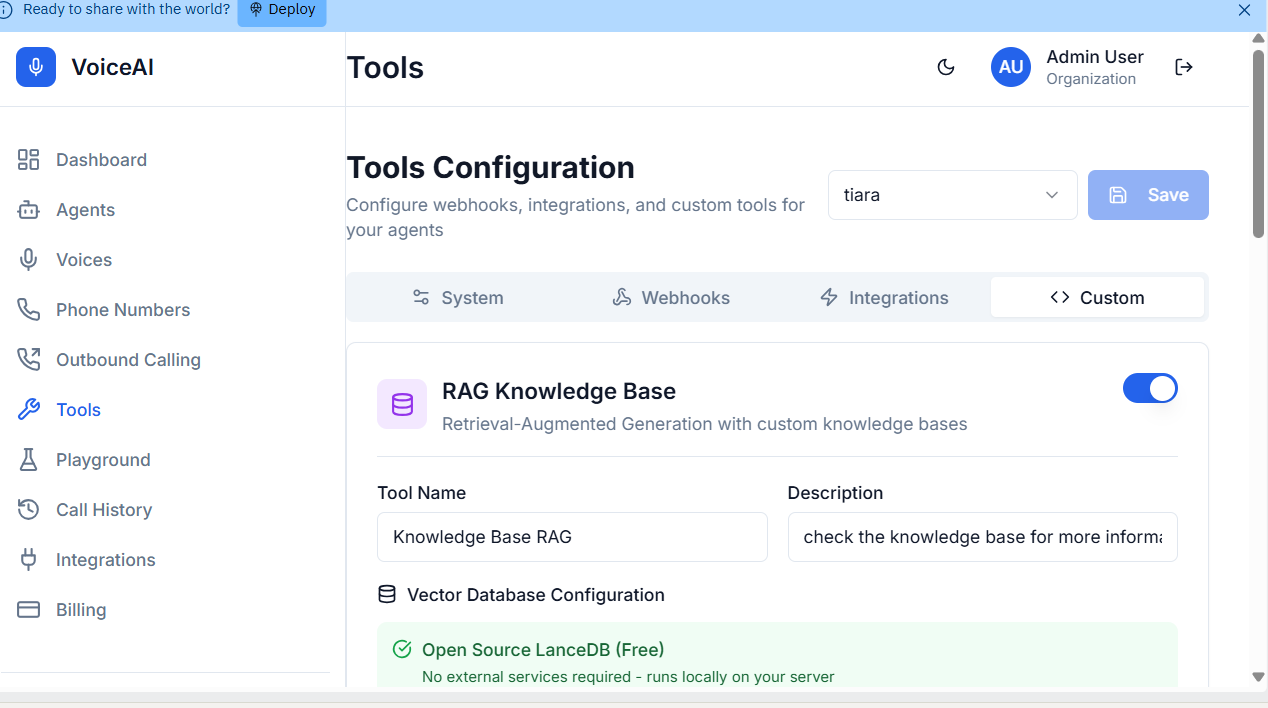 Ready to share with the world? Deploy
VoiceAI
Tools
AU
Admin User
Organization
Dashboard
Agents
Voices
Phone Numbers
Outbound Calling
Tools
Playground
Call History
Integrations
Billing
Tools Configuration
Configure webhooks, integrations, and custom tools for
your agents
tiara
Save
System Webhooks Integrations Custom
RAG Knowledge Base
Retrieval-Augmented Generation with custom knowledge bases
Tool Name
Knowledge Base RAG
Description
check the knowledge base for more informa
Vector Database Configuration
Open Source LanceDB (Free)
No external services required - runs locally on your server